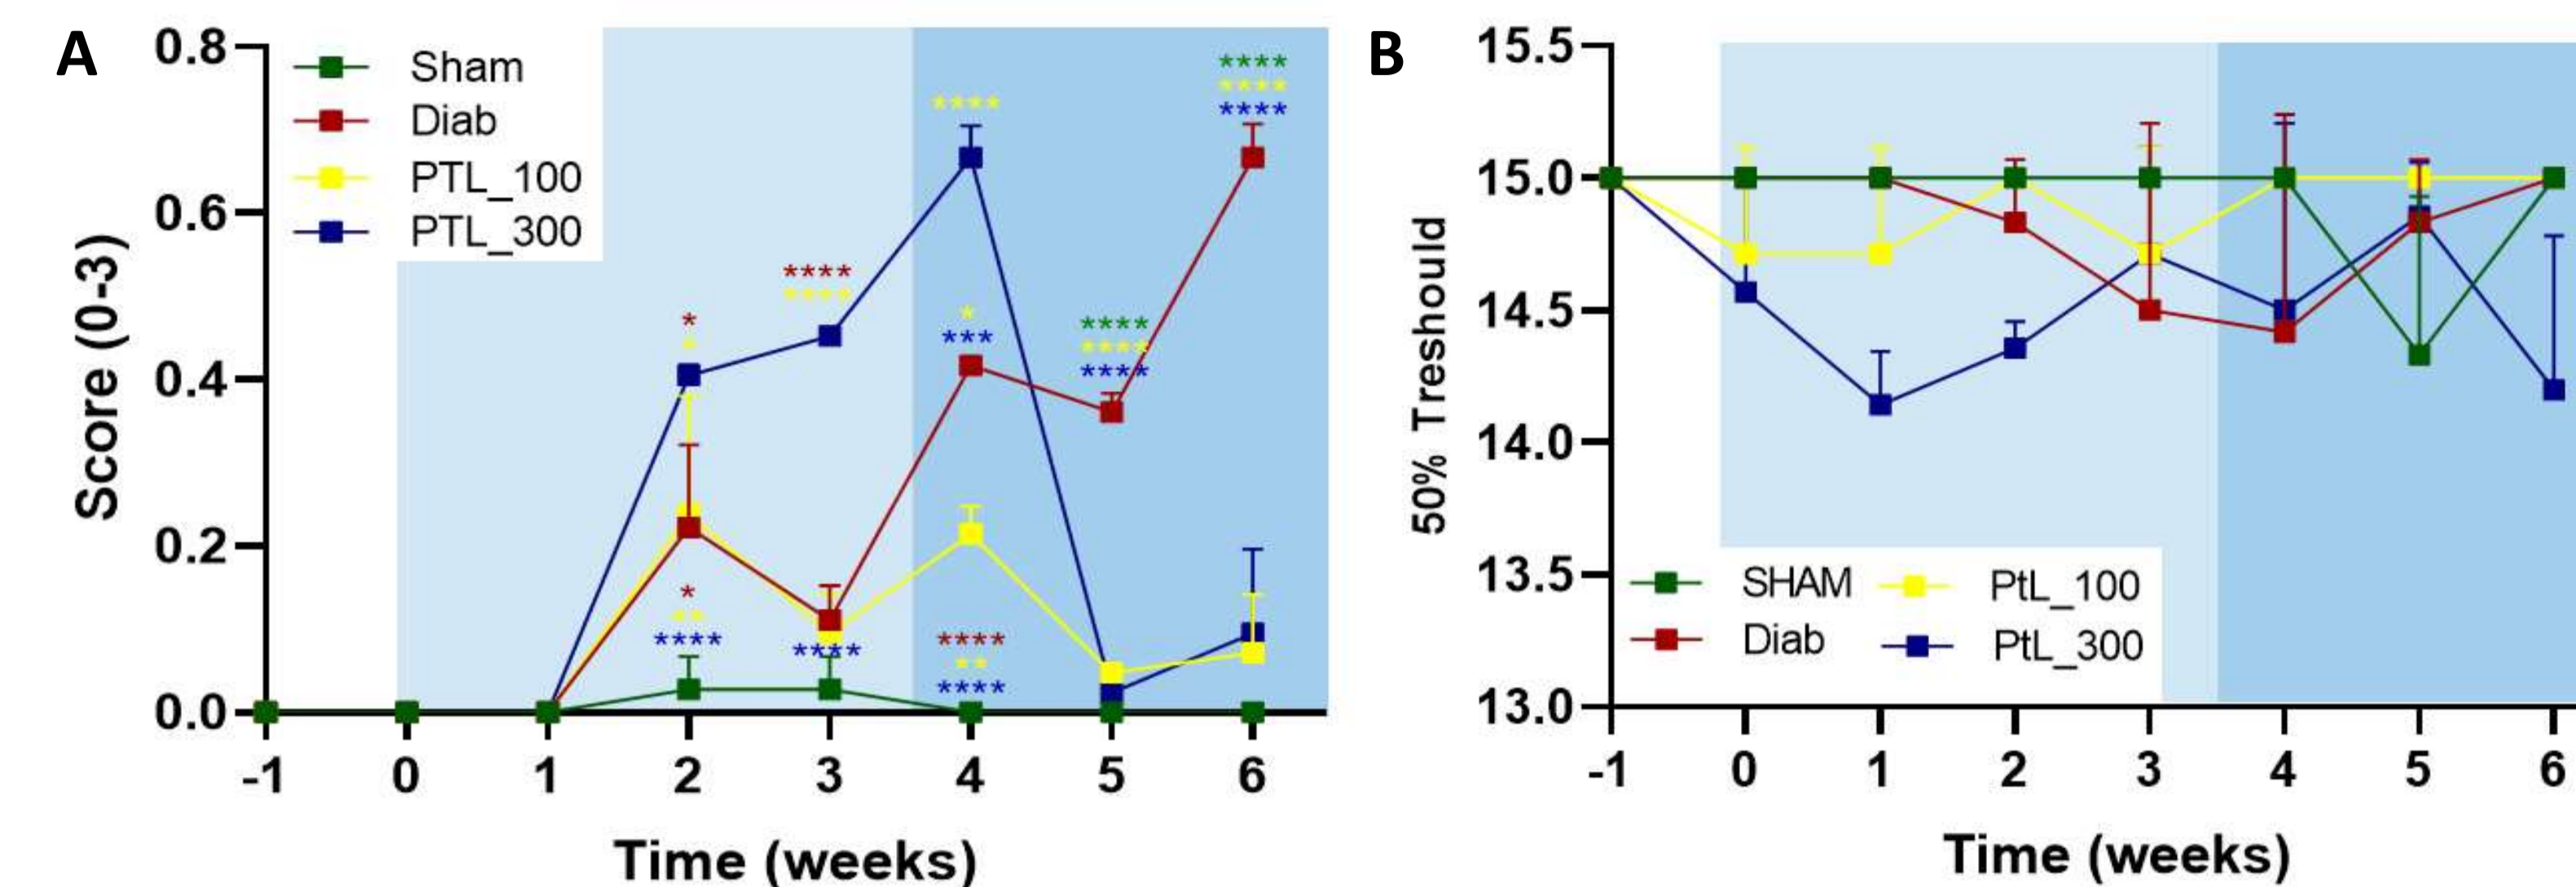 A
Score (0-3)
0.8
0.6
0.4
0.2
0.0
Sham
Diab
PTL_100
PTL_300
****
****
****
****
****
****
*
*
*
***
****
****
****
*
**
****
****
****
**
****
-1 0 1 2 3 4 5 6
Time (weeks)
B
50% Treshould
15.5
15.0
14.5
14.0
13.5
13.0
SHAM PtL_100
Diab PtL_300
-1 0 1 2 3 4 5 6
Time (weeks)